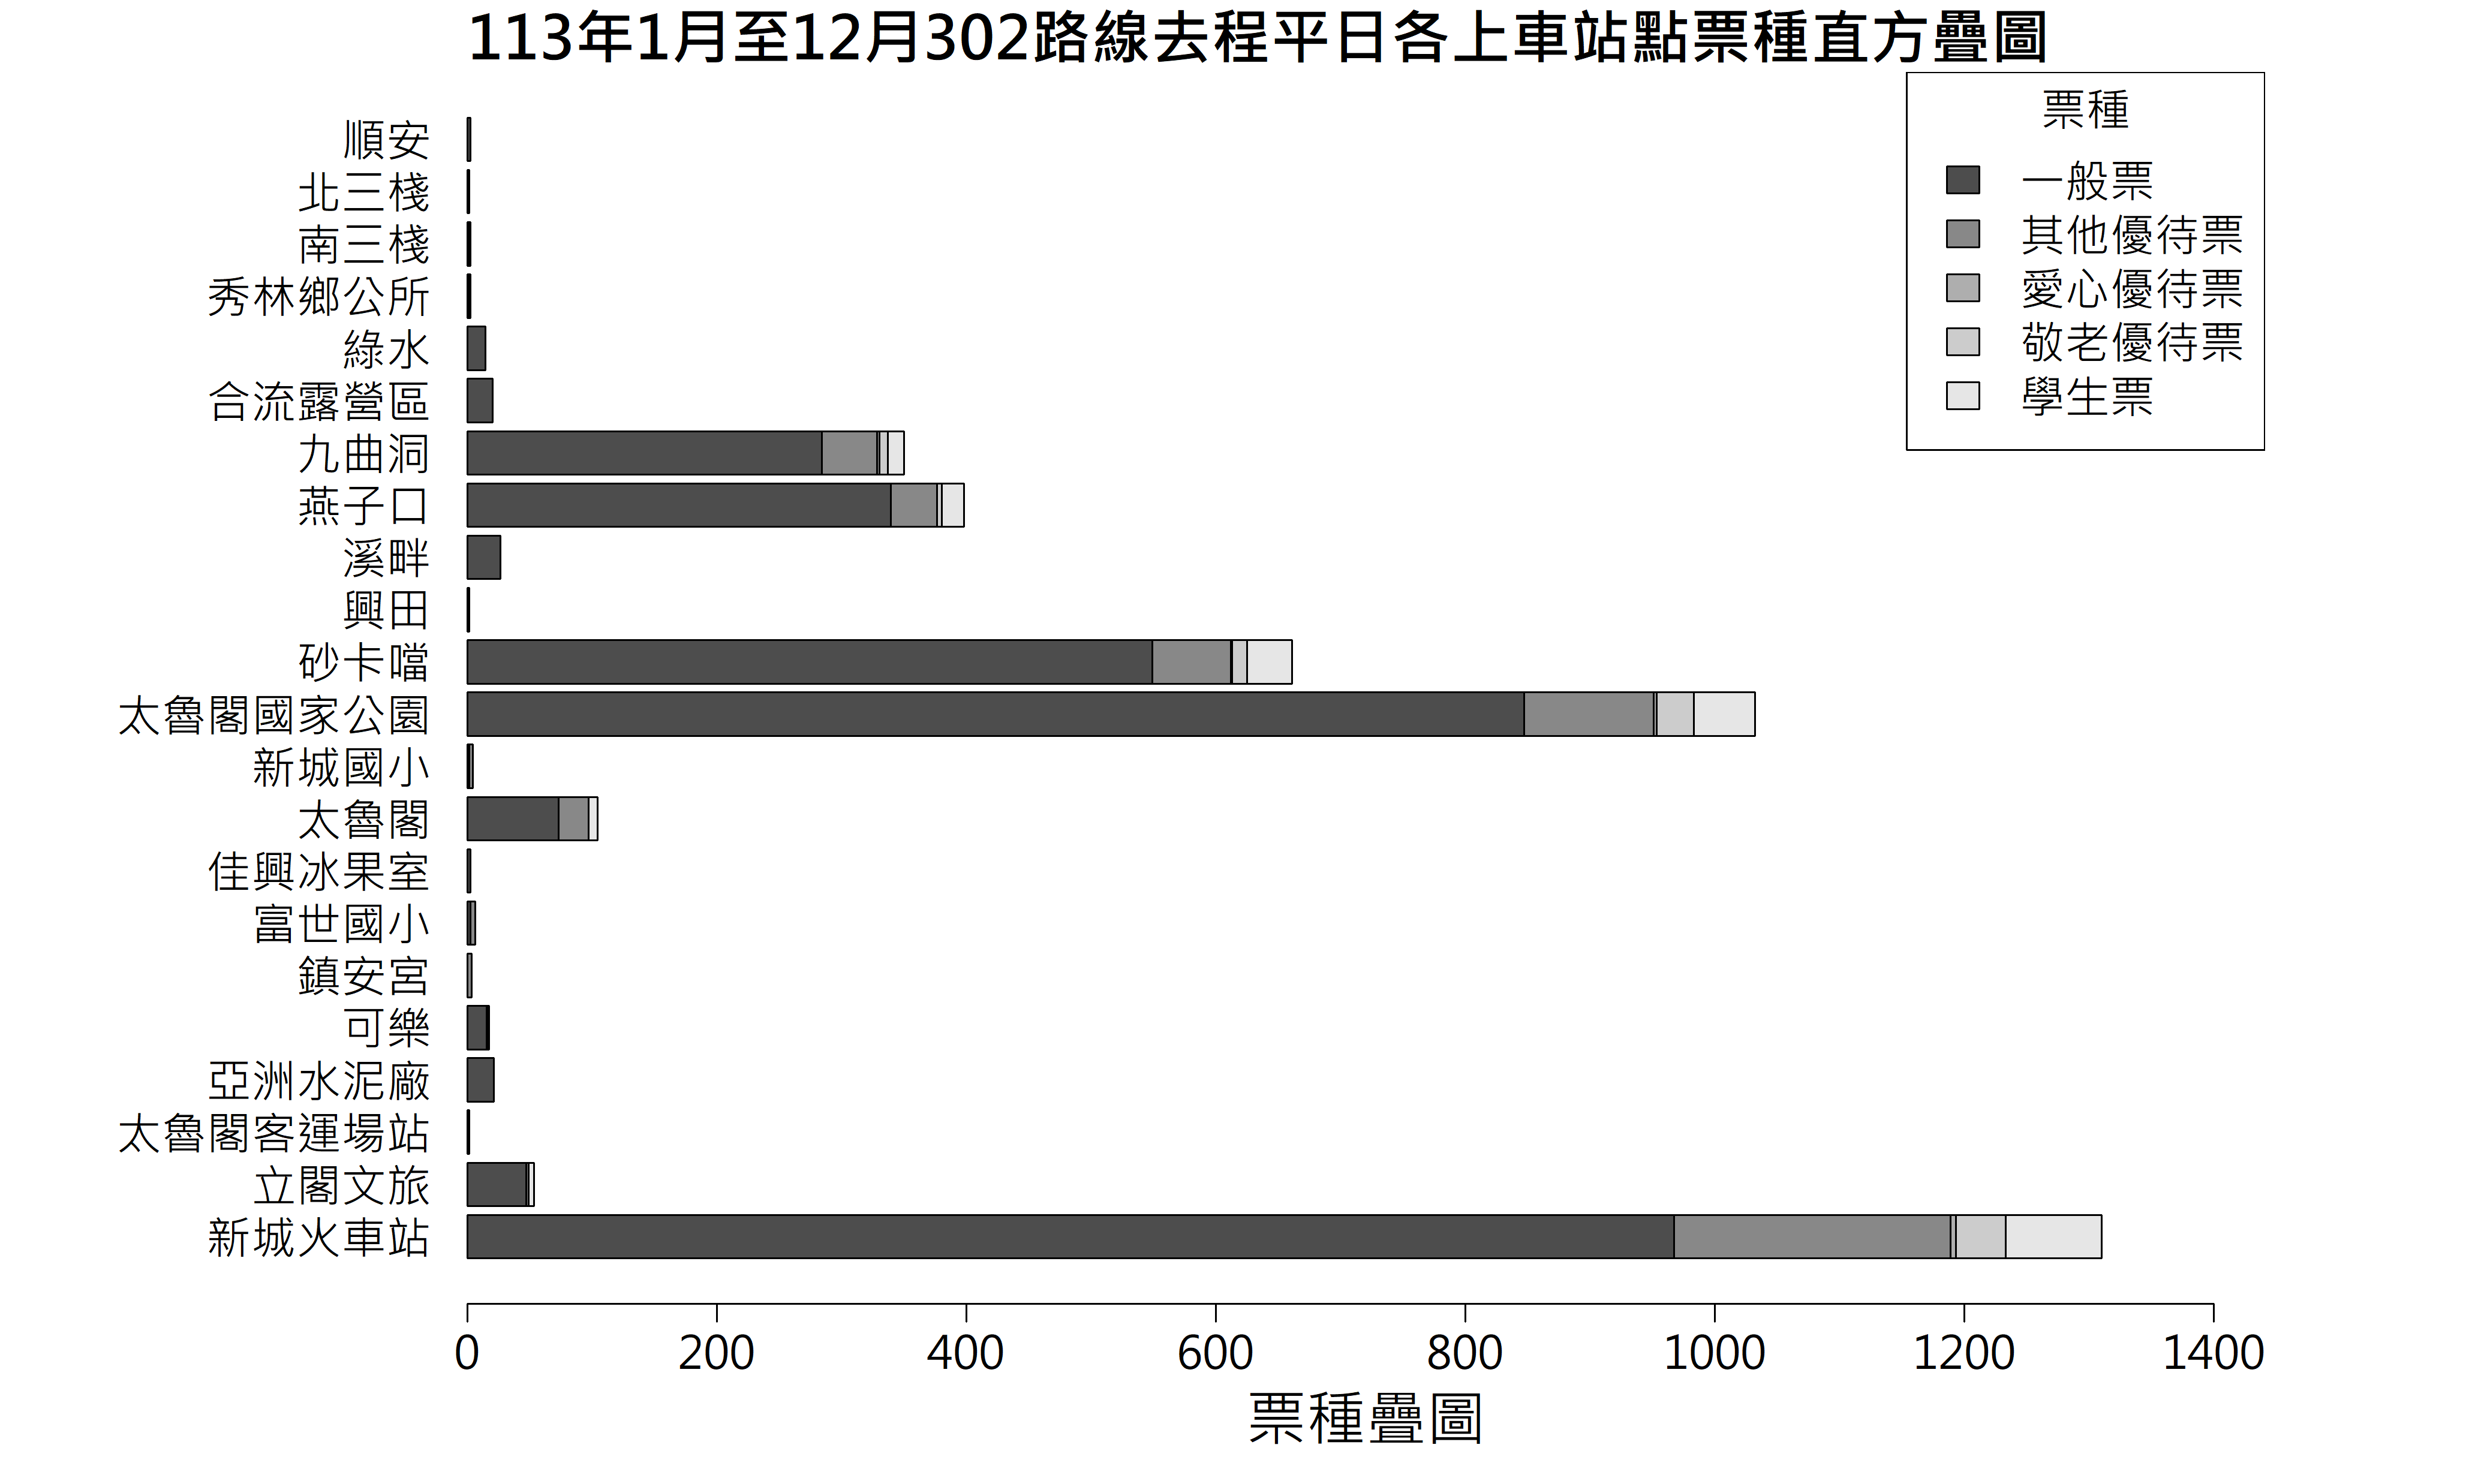 113年1月至12月302路線去程平日各上車站點票種直方疊圖
票種
一般票
其他優待票
愛心優待票
敬老優待票
學生票
順安
北三棧
南三棧
秀林鄉公所
綠水
合流露營區
九曲洞
燕子口
溪畔
興田
砂卡噹
太魯閣國家公園
新城國小
太魯閣
佳興冰果室
富世國小
鎮安宮
可樂
亞洲水泥廠
太魯閣客運場站
立閣文旅
新城火車站
0 200 400 600 800 1000 1200 1400
票種疊圖